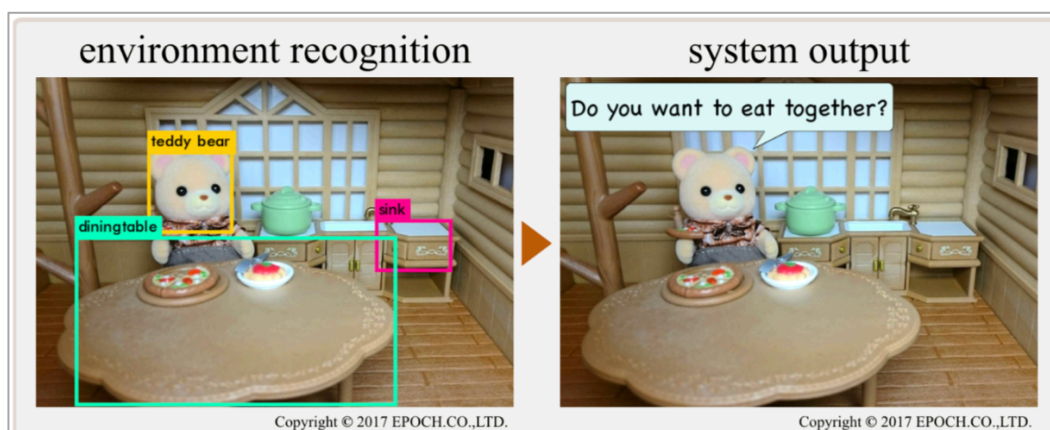 environment recognition
system output
teddy bear
diningtable
sink
Do you want to eat together?
Copyright © 2017 EPOCH.CO.,LTD.
Copyright © 2017 EPOCH.CO.,LTD.